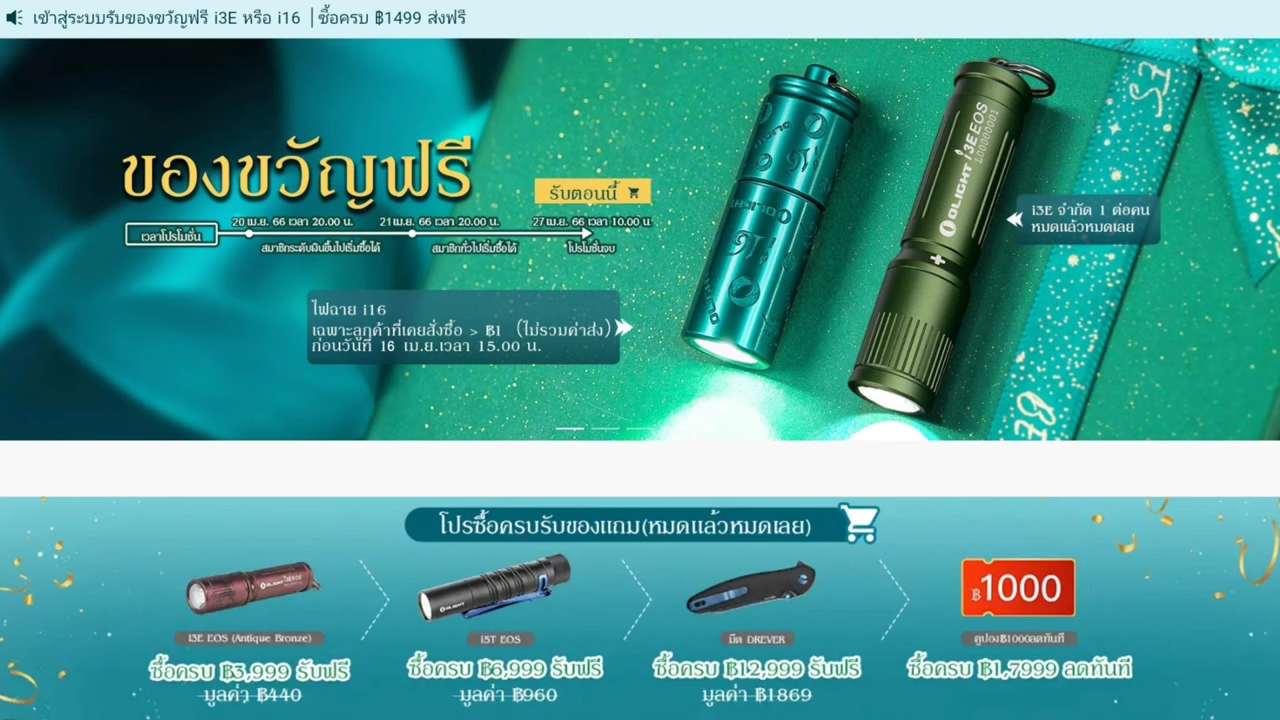 เข้าสู่ระบบรับของขวัญฟรี i3E หรือ i16 | ซื้อครบ ฿1499 ส่งฟรี
ของขวัญฟรี
รับตอนนี้
20 เม.ย. 66 เวลา 20.00 น.
21 เม.ย. 66 เวลา 20.00 น.
27 เม.ย. 66 เวลา 10.00 น.
เวลาโปรโมชั่น
สมาชิกระดับเงินขึ้นไปเริ่มซื้อได้
สมาชิกทั่วไปเริ่มซื้อได้
โปรโมชั่นจบ
ไฟฉาย i16
เฉพาะลูกค้าที่เคยสั่งซื้อ > ฿1 (ไม่รวมค่าส่ง)
ก่อนวันที่ 16 เม.ย.เวลา 15.00 น.
OLIGHT
OLIGHT i3E EOS
L00000001
i3E จำกัด 1 ต่อคน
หมดแล้วหมดเลย
โปรซื้อครบรับของแถม(หมดแล้วหมดเลย)
OLIGHT i3E EOS
OLIGHT
฿1000
i3E EOS (Antique Bronze)
i5T EOS
มีด DREVER
คูปอง฿1000ลดทันที
ซื้อครบ ฿3,999 รับฟรี
ซื้อครบ ฿6,999 รับฟรี
ซื้อครบ ฿12,999 รับฟรี
ซื้อครบ ฿1,7999 ลดทันที
มูลค่า ฿440
มูลค่า ฿960
มูลค่า ฿1869